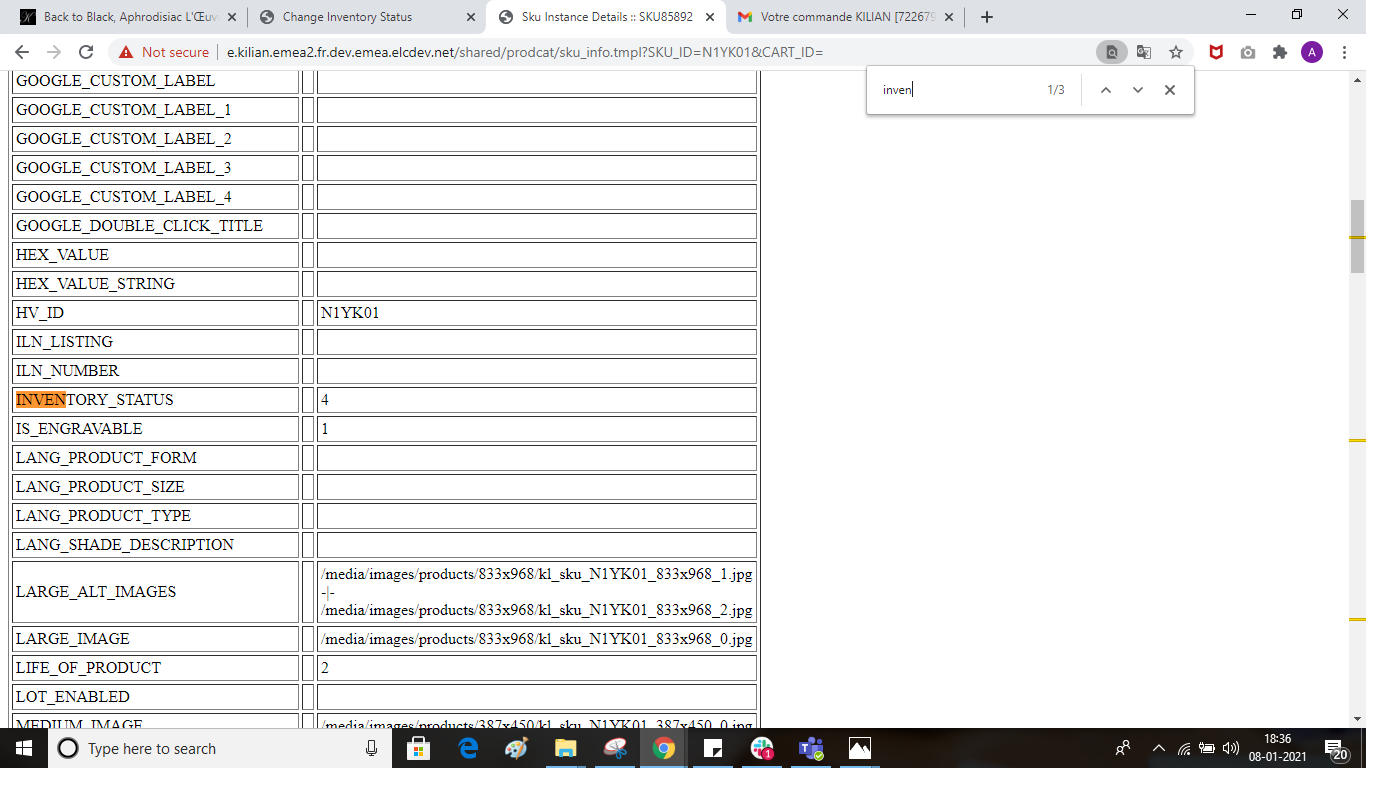 Back to Black, Aphrodisiac L'Œuv
Change Inventory Status
Sku Instance Details :: SKU85892
Votre commande KILIAN [722679
Not secure
e.kilian.emea2.fr.dev.emea.elcdev.net/shared/prodcat/sku_info.tmpl?SKU_ID=N1YK01&CART_ID=
A
inven
1/3
GOOGLE_CUSTOM_LABEL
GOOGLE_CUSTOM_LABEL_1
GOOGLE_CUSTOM_LABEL_2
GOOGLE_CUSTOM_LABEL_3
GOOGLE_CUSTOM_LABEL_4
GOOGLE_DOUBLE_CLICK_TITLE
HEX_VALUE
HEX_VALUE_STRING
HV_ID N1YK01
ILN_LISTING
ILN_NUMBER
INVENTORY_STATUS 4
IS_ENGRAVABLE 1
LANG_PRODUCT_FORM
LANG_PRODUCT_SIZE
LANG_PRODUCT_TYPE
LANG_SHADE_DESCRIPTION
LARGE_ALT_IMAGES
/media/images/products/833x968/kl_sku_N1YK01_833x968_1.jpg
-|-
/media/images/products/833x968/kl_sku_N1YK01_833x968_2.jpg
LARGE_IMAGE /media/images/products/833x968/kl_sku_N1YK01_833x968_0.jpg
LIFE_OF_PRODUCT 2
LOT_ENABLED
MEDIUM_IMAGE /media/images/products/387x450/kl_sku_N1YK01_387x450_0.jpg
Type here to search
1
18:36
08-01-2021
20